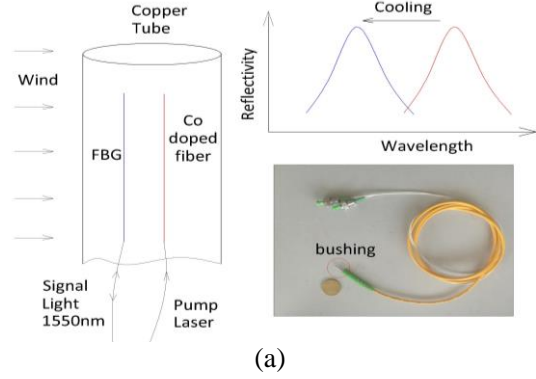 Copper
Tube
Wind
FBG
Co
doped
fiber
Signal
Light
1550nm
Pump
Laser
Cooling
Reflectivity
Wavelength
bushing
(a)